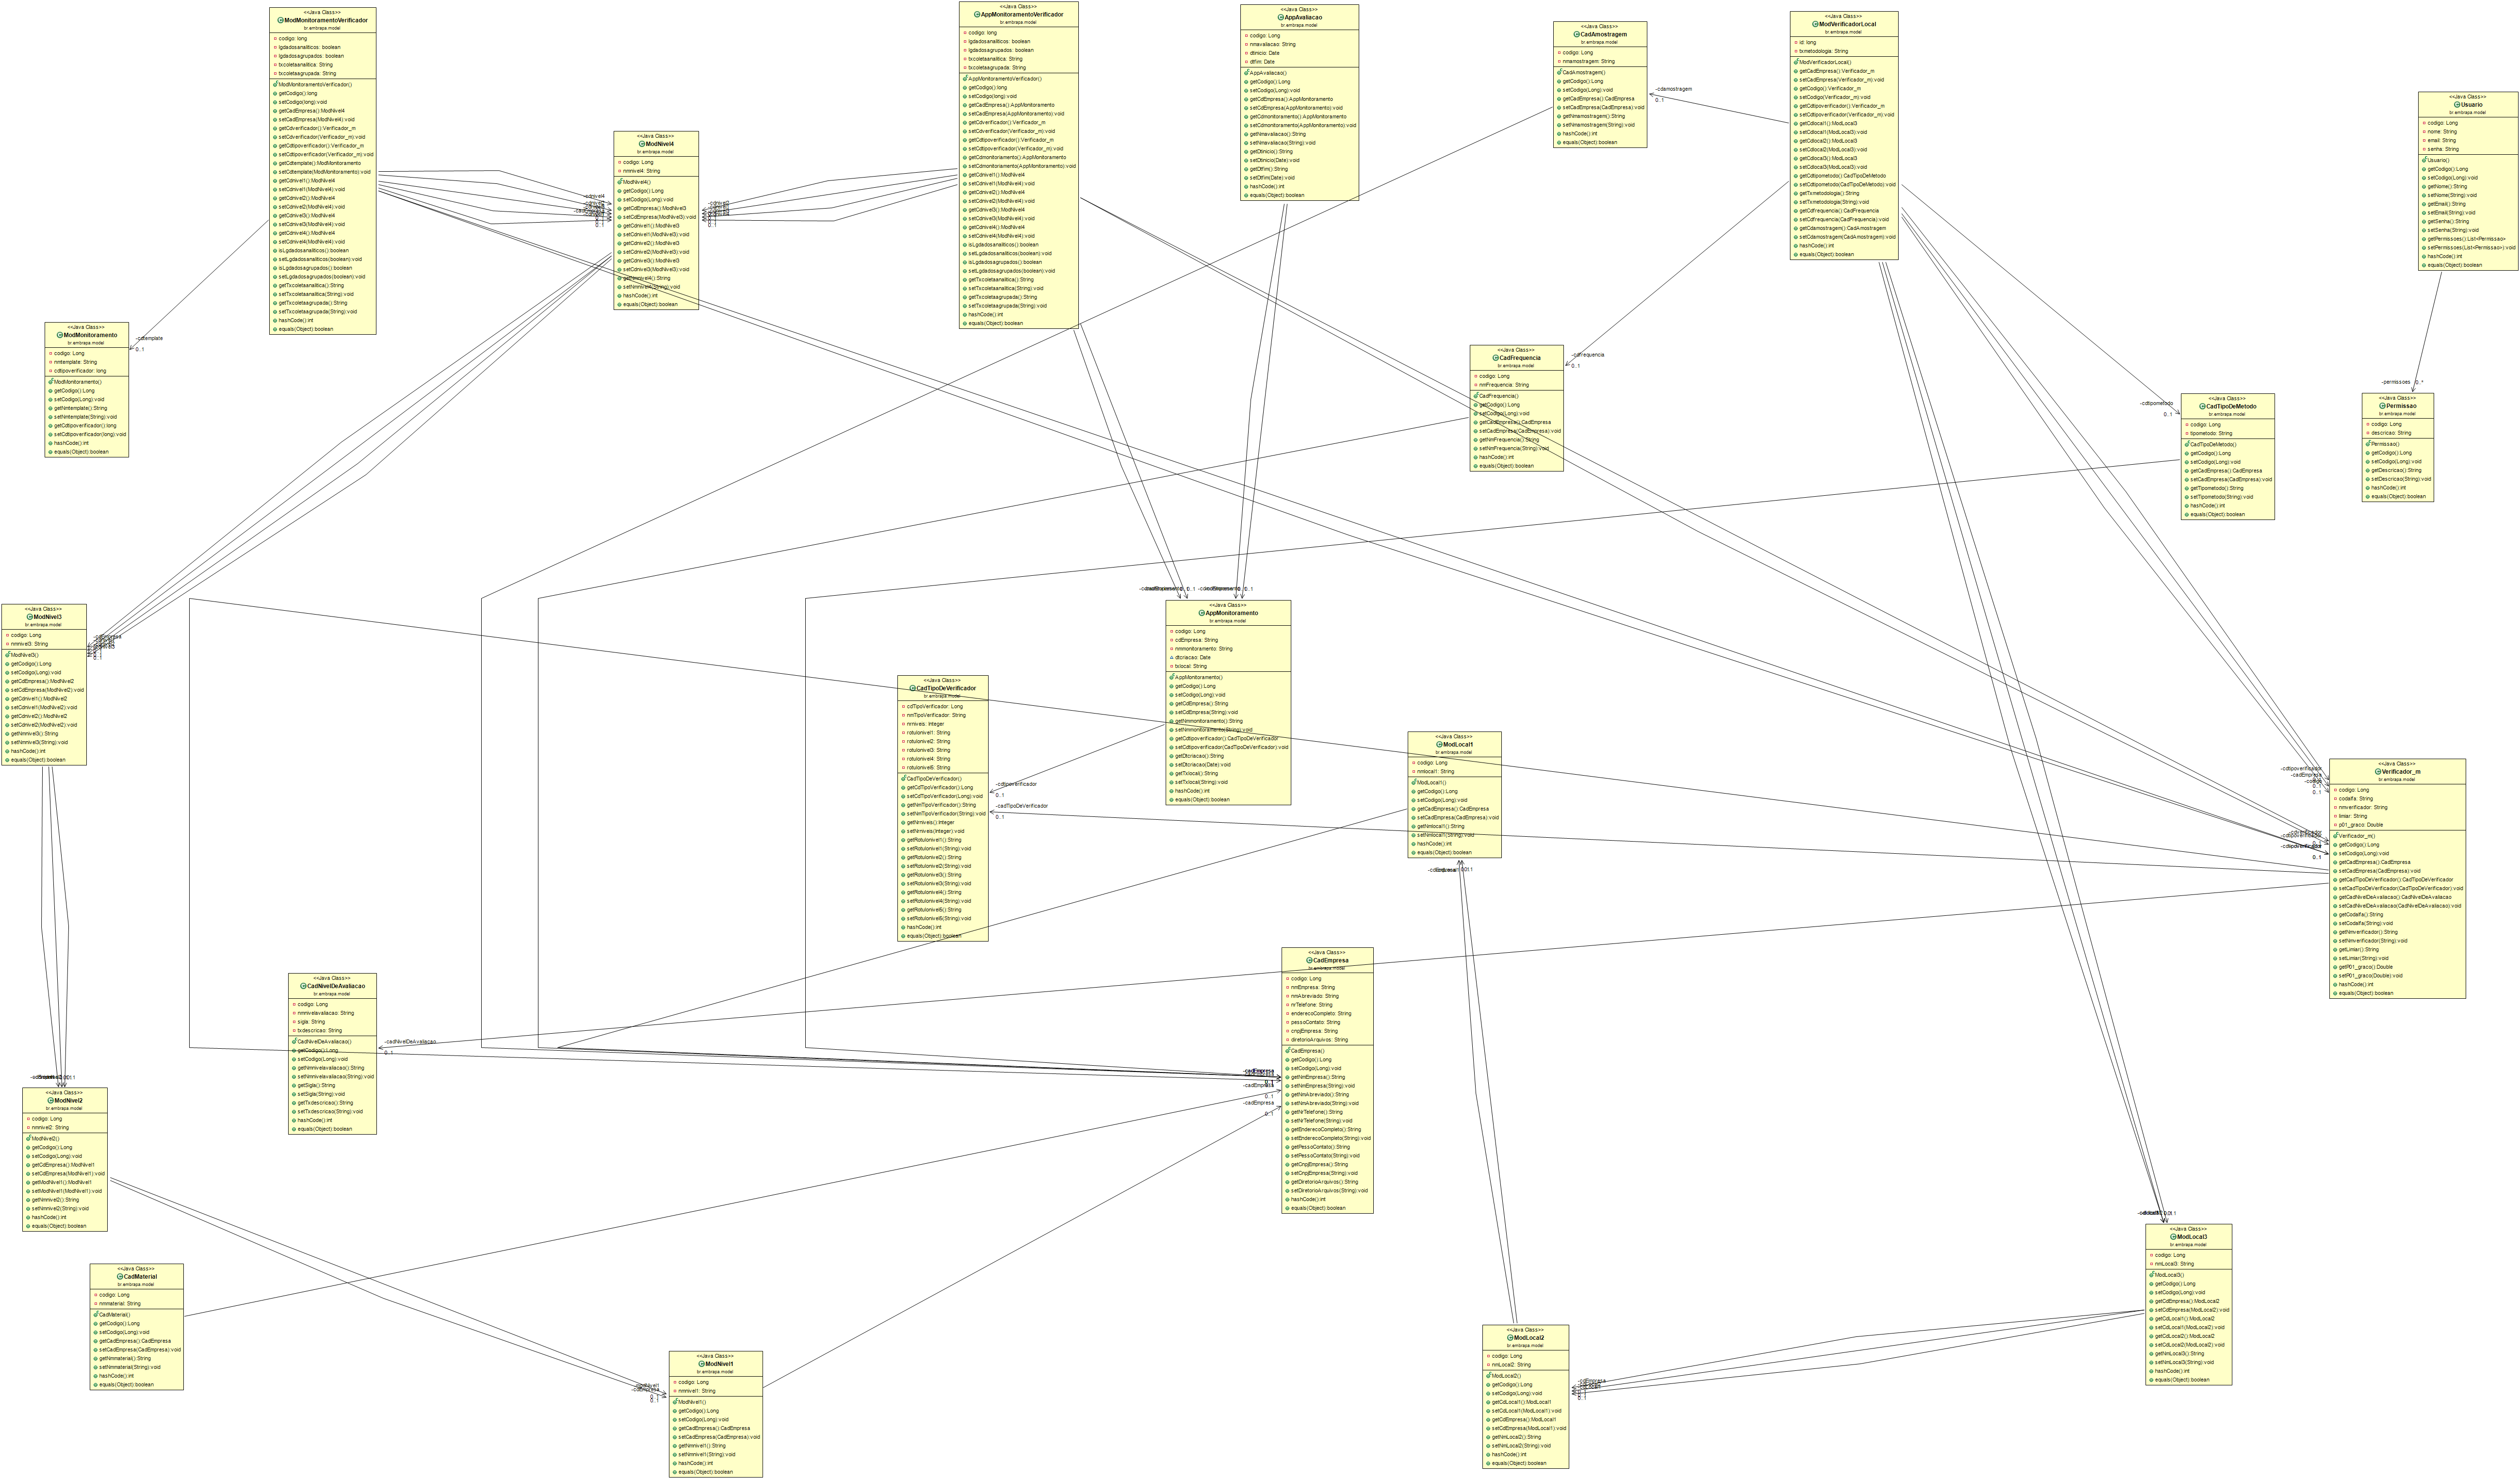 <<Java Class>>
ModMonitoramentoVerificador
br.embrapa.model
codigo: long
lgdadosanaliticos: boolean
lgdadosagrupados: boolean
txcoletaanalitica: String
txcoletaagrupada: String
ModMonitoramentoVerificador()
getCodigo():long
setCodigo(long):void
getCadEmpresa():ModNivel4
setCadEmpresa(ModNivel4):void
getCdverificador():Verificador_m
setCdverificador(Verificador_m):void
getCdtipoverificador():Verificador_m
setCdtipoverificador(Verificador_m):void
getCdtemplate():ModMonitoramento
setCdtemplate(ModMonitoramento):void
getCdnivel1():ModNivel4
setCdnivel1(ModNivel4):void
getCdnivel2():ModNivel4
setCdnivel2(ModNivel4):void
getCdnivel3():ModNivel4
setCdnivel3(ModNivel4):void
getCdnivel4():ModNivel4
setCdnivel4(ModNivel4):void
isLgdadosanaliticos():boolean
setLgdadosanaliticos(boolean):void
isLgdadosagrupados():boolean
setLgdadosagrupados(boolean):void
getTxcoletaanalitica():String
setTxcoletaanalitica(String):void
getTxcoletaagrupada():String
setTxcoletaagrupada(String):void
hashCode():int
equals(Object):boolean
<<Java Class>>
AppMonitoramentoVerificador
br.embrapa.model
codigo: long
lgdadosanaliticos: boolean
lgdadosagrupados: boolean
txcoletaanalitica: String
txcoletaagrupada: String
AppMonitoramentoVerificador()
getCodigo():long
setCodigo(long):void
getCadEmpresa():AppMonitoramento
setCadEmpresa(AppMonitoramento):void
getCdverificador():Verificador_m
setCdverificador(Verificador_m):void
getCdtipoverificador():Verificador_m
setCdtipoverificador(Verificador_m):void
getCdmonitoriamento():AppMonitoramento
setCdmonitoriamento(AppMonitoramento):void
getCdnivel1():ModNivel4
setCdnivel1(ModNivel4):void
getCdnivel2():ModNivel4
setCdnivel2(ModNivel4):void
getCdnivel3():ModNivel4
setCdnivel3(ModNivel4):void
getCdnivel4():ModNivel4
setCdnivel4(ModNivel4):void
isLgdadosanaliticos():boolean
setLgdadosanaliticos(boolean):void
isLgdadosagrupados():boolean
setLgdadosagrupados(boolean):void
getTxcoletaanalitica():String
setTxcoletaanalitica(String):void
getTxcoletaagrupada():String
setTxcoletaagrupada(String):void
hashCode():int
equals(Object):boolean
<<Java Class>>
AppAvaliacao
br.embrapa.model
codigo: Long
nmavaliacao: String
dtinicio: Date
dtfim: Date
AppAvaliacao()
getCodigo():Long
setCodigo(Long):void
getCdEmpresa():AppMonitoramento
setCdEmpresa(AppMonitoramento):void
getCdmonitoramento():AppMonitoramento
setCdmonitoramento(AppMonitoramento):void
getNmavaliacao():String
setNmavaliacao(String):void
getDtinicio():String
setDtinicio(Date):void
getDtfim():String
setDtfim(Date):void
hashCode():int
equals(Object):boolean
<<Java Class>>
CadAmostragem
br.embrapa.model
codigo: Long
nmamostragem: String
CadAmostragem()
getCodigo():Long
setCodigo(Long):void
getCadEmpresa():CadEmpresa
setCadEmpresa(CadEmpresa):void
getNmamostragem():String
setNmamostragem(String):void
hashCode():int
equals(Object):boolean
<<Java Class>>
ModVerificadorLocal
br.embrapa.model
id: long
txmetodologia: String
ModVerificadorLocal()
getCadEmpresa():Verificador_m
setCadEmpresa(Verificador_m):void
getCodigo():Verificador_m
setCodigo(Verificador_m):void
getCdtipoverificador():Verificador_m
setCdtipoverificador(Verificador_m):void
getCdlocal1():ModLocal3
setCdlocal1(ModLocal3):void
getCdlocal2():ModLocal3
setCdlocal2(ModLocal3):void
getCdlocal3():ModLocal3
setCdlocal3(ModLocal3):void
getCdtipometodo():CadTipoDeMetodo
setCdtipometodo(CadTipoDeMetodo):void
getTxmetodologia():String
setTxmetodologia(String):void
getCdfrequencia():CadFrequencia
setCdfrequencia(CadFrequencia):void
getCdamostragem():CadAmostragem
setCdamostragem(CadAmostragem):void
hashCode():int
equals(Object):boolean
<<Java Class>>
Usuario
br.embrapa.model
codigo: Long
nome: String
email: String
senha: String
Usuario()
getCodigo():Long
setCodigo(Long):void
getNome():String
setNome(String):void
getEmail():String
setEmail(String):void
getSenha():String
setSenha(String):void
getPermissoes():List<Permissao>
setPermissoes(List<Permissao>):void
hashCode():int
equals(Object):boolean
<<Java Class>>
ModNivel4
br.embrapa.model
codigo: Long
nmnivel4: String
ModNivel4()
getCodigo():Long
setCodigo(Long):void
getCdEmpresa():ModNivel3
setCdEmpresa(ModNivel3):void
getCdnivel1():ModNivel3
setCdnivel1(ModNivel3):void
getCdnivel2():ModNivel3
setCdnivel2(ModNivel3):void
getCdnivel3():ModNivel3
setCdnivel3(ModNivel3):void
getNmnivel4():String
setNmnivel4(String):void
hashCode():int
equals(Object):boolean
-cdnivel4
0..1
0..1
-cdamostragem
0..1
<<Java Class>>
ModMonitoramento
br.embrapa.model
codigo: Long
nmtemplate: String
cdtipoverificador: long
ModMonitoramento()
getCodigo():Long
setCodigo(Long):void
getNmtemplate():String
setNmtemplate(String):void
getCdtipoverificador():long
setCdtipoverificador(long):void
hashCode():int
equals(Object):boolean
-cdtemplate
0..1
<<Java Class>>
CadFrequencia
br.embrapa.model
codigo: Long
nmFrequencia: String
CadFrequencia()
getCodigo():Long
setCodigo(Long):void
getCadEmpresa():CadEmpresa
setCadEmpresa(CadEmpresa):void
getNmFrequencia():String
setNmFrequencia(String):void
hashCode():int
equals(Object):boolean
-cdfrequencia
0..1
-cdtipometodo
0..1
<<Java Class>>
CadTipoDeMetodo
br.embrapa.model
codigo: Long
tipometodo: String
CadTipoDeMetodo()
getCodigo():Long
setCodigo(Long):void
getCadEmpresa():CadEmpresa
setCadEmpresa(CadEmpresa):void
getTipometodo():String
setTipometodo(String):void
hashCode():int
equals(Object):boolean
-permissoes 0..*
<<Java Class>>
Permissao
br.embrapa.model
codigo: Long
descricao: String
Permissao()
getCodigo():Long
setCodigo(Long):void
getDescricao():String
setDescricao(String):void
hashCode():int
equals(Object):boolean
<<Java Class>>
ModNivel3
br.embrapa.model
codigo: Long
nmnivel3: String
ModNivel3()
getCodigo():Long
setCodigo(Long):void
getCdEmpresa():ModNivel2
setCdEmpresa(ModNivel2):void
getCdnivel1():ModNivel2
setCdnivel1(ModNivel2):void
getCdnivel2():ModNivel2
setCdnivel2(ModNivel2):void
getNmnivel3():String
setNmnivel3(String):void
hashCode():int
equals(Object):boolean
-cdEmpresa
0..1
<<Java Class>>
AppMonitoramento
br.embrapa.model
codigo: Long
cdEmpresa: String
nmmonitoramento: String
dtcriacao: Date
txlocal: String
AppMonitoramento()
getCodigo():Long
setCodigo(Long):void
getCdEmpresa():String
setCdEmpresa(String):void
getNmmonitoramento():String
setNmmonitoramento(String):void
getCdtipoverificador():CadTipoDeVerificador
setCdtipoverificador(CadTipoDeVerificador):void
getDtcriacao():String
setDtcriacao(Date):void
getTxlocal():String
setTxlocal(String):void
hashCode():int
equals(Object):boolean
<<Java Class>>
CadTipoDeVerificador
br.embrapa.model
cdTipoVerificador: Long
nmTipoVerificador: String
nrniveis: Integer
rotulonivel1: String
rotulonivel2: String
rotulonivel3: String
rotulonivel4: String
rotulonivel5: String
CadTipoDeVerificador()
getCdTipoVerificador():Long
setCdTipoVerificador(Long):void
getNmTipoVerificador():String
setNmTipoVerificador(String):void
getNrniveis():Integer
setNrniveis(Integer):void
getRotulonivel1():String
setRotulonivel1(String):void
getRotulonivel2():String
setRotulonivel2(String):void
getRotulonivel3():String
setRotulonivel3(String):void
getRotulonivel4():String
setRotulonivel4(String):void
getRotulonivel5():String
setRotulonivel5(String):void
hashCode():int
equals(Object):boolean
-cdtipoverificador
0..1
-cadTipoDeVerificador
0..1
<<Java Class>>
ModLocal1
br.embrapa.model
codigo: Long
nmlocal1: String
ModLocal1()
getCodigo():Long
setCodigo(Long):void
getCadEmpresa():CadEmpresa
setCadEmpresa(CadEmpresa):void
getNmlocal1():String
setNmlocal1(String):void
hashCode():int
equals(Object):boolean
-cdtipoverificador
-cadEmpresa
-codigo
0..1
-cdtipoverificador
0..1
<<Java Class>>
Verificador_m
br.embrapa.model
codigo: Long
codalfa: String
nmverificador: String
limiar: String
p01_graco: Double
Verificador_m()
getCodigo():Long
setCodigo(Long):void
getCadEmpresa():CadEmpresa
setCadEmpresa(CadEmpresa):void
getCadTipoDeVerificador():CadTipoDeVerificador
setCadTipoDeVerificador(CadTipoDeVerificador):void
getCadNivelDeAvaliacao():CadNivelDeAvaliacao
setCadNivelDeAvaliacao(CadNivelDeAvaliacao):void
getCodalfa():String
setCodalfa(String):void
getNmverificador():String
setNmverificador(String):void
getLimiar():String
setLimiar(String):void
getP01_graco():Double
setP01_graco(Double):void
hashCode():int
equals(Object):boolean
<<Java Class>>
CadNivelDeAvaliacao
br.embrapa.model
codigo: Long
nmnivelavaliacao: String
sigla: String
txdescricao: String
CadNivelDeAvaliacao()
getCodigo():Long
setCodigo(Long):void
getNmnivelavaliacao():String
setNmnivelavaliacao(String):void
getSigla():String
setSigla(String):void
getTxdescricao():String
setTxdescricao(String):void
hashCode():int
equals(Object):boolean
-cadNivelDeAvaliacao
0..1
<<Java Class>>
CadEmpresa
br.embrapa.model
codigo: Long
nmEmpresa: String
nmAbreviado: String
nrTelefone: String
enderecoCompleto: String
pessoContato: String
cnpjEmpresa: String
diretorioArquivos: String
CadEmpresa()
getCodigo():Long
setCodigo(Long):void
getNmEmpresa():String
setNmEmpresa(String):void
getNmAbreviado():String
setNmAbreviado(String):void
getNrTelefone():String
setNrTelefone(String):void
getEnderecoCompleto():String
setEnderecoCompleto(String):void
getPessoContato():String
setPessoContato(String):void
getCnpjEmpresa():String
setCnpjEmpresa(String):void
getDiretorioArquivos():String
setDiretorioArquivos(String):void
hashCode():int
equals(Object):boolean
-cadEmpresa
0..1
-cadEmpresa
0..1
-cadEmpresa
0..1
<<Java Class>>
ModNivel2
br.embrapa.model
codigo: Long
nmnivel2: String
ModNivel2()
getCodigo():Long
setCodigo(Long):void
getCdEmpresa():ModNivel1
setCdEmpresa(ModNivel1):void
getModNivel1():ModNivel1
setModNivel1(ModNivel1):void
getNmnivel2():String
setNmnivel2(String):void
hashCode():int
equals(Object):boolean
<<Java Class>>
CadMaterial
br.embrapa.model
codigo: Long
nmmaterial: String
CadMaterial()
getCodigo():Long
setCodigo(Long):void
getCadEmpresa():CadEmpresa
setCadEmpresa(CadEmpresa):void
getNmmaterial():String
setNmmaterial(String):void
hashCode():int
equals(Object):boolean
<<Java Class>>
ModNivel1
br.embrapa.model
codigo: Long
nmnivel1: String
ModNivel1()
getCodigo():Long
setCodigo(Long):void
getCadEmpresa():CadEmpresa
setCadEmpresa(CadEmpresa):void
getNmnivel1():String
setNmnivel1(String):void
hashCode():int
equals(Object):boolean
-cdEmpresa
0..1
<<Java Class>>
ModLocal2
br.embrapa.model
codigo: Long
nmLocal2: String
ModLocal2()
getCodigo():Long
setCodigo(Long):void
getCdLocal1():ModLocal1
setCdLocal1(ModLocal1):void
getCdEmpresa():ModLocal1
setCdEmpresa(ModLocal1):void
getNmLocal2():String
setNmLocal2(String):void
hashCode():int
equals(Object):boolean
-cdEmpresa
0..1
<<Java Class>>
ModLocal3
br.embrapa.model
codigo: Long
nmLocal3: String
ModLocal3()
getCodigo():Long
setCodigo(Long):void
getCdEmpresa():ModLocal2
setCdEmpresa(ModLocal2):void
getCdLocal1():ModLocal2
setCdLocal1(ModLocal2):void
getCdLocal2():ModLocal2
setCdLocal2(ModLocal2):void
getNmLocal3():String
setNmLocal3(String):void
hashCode():int
equals(Object):boolean